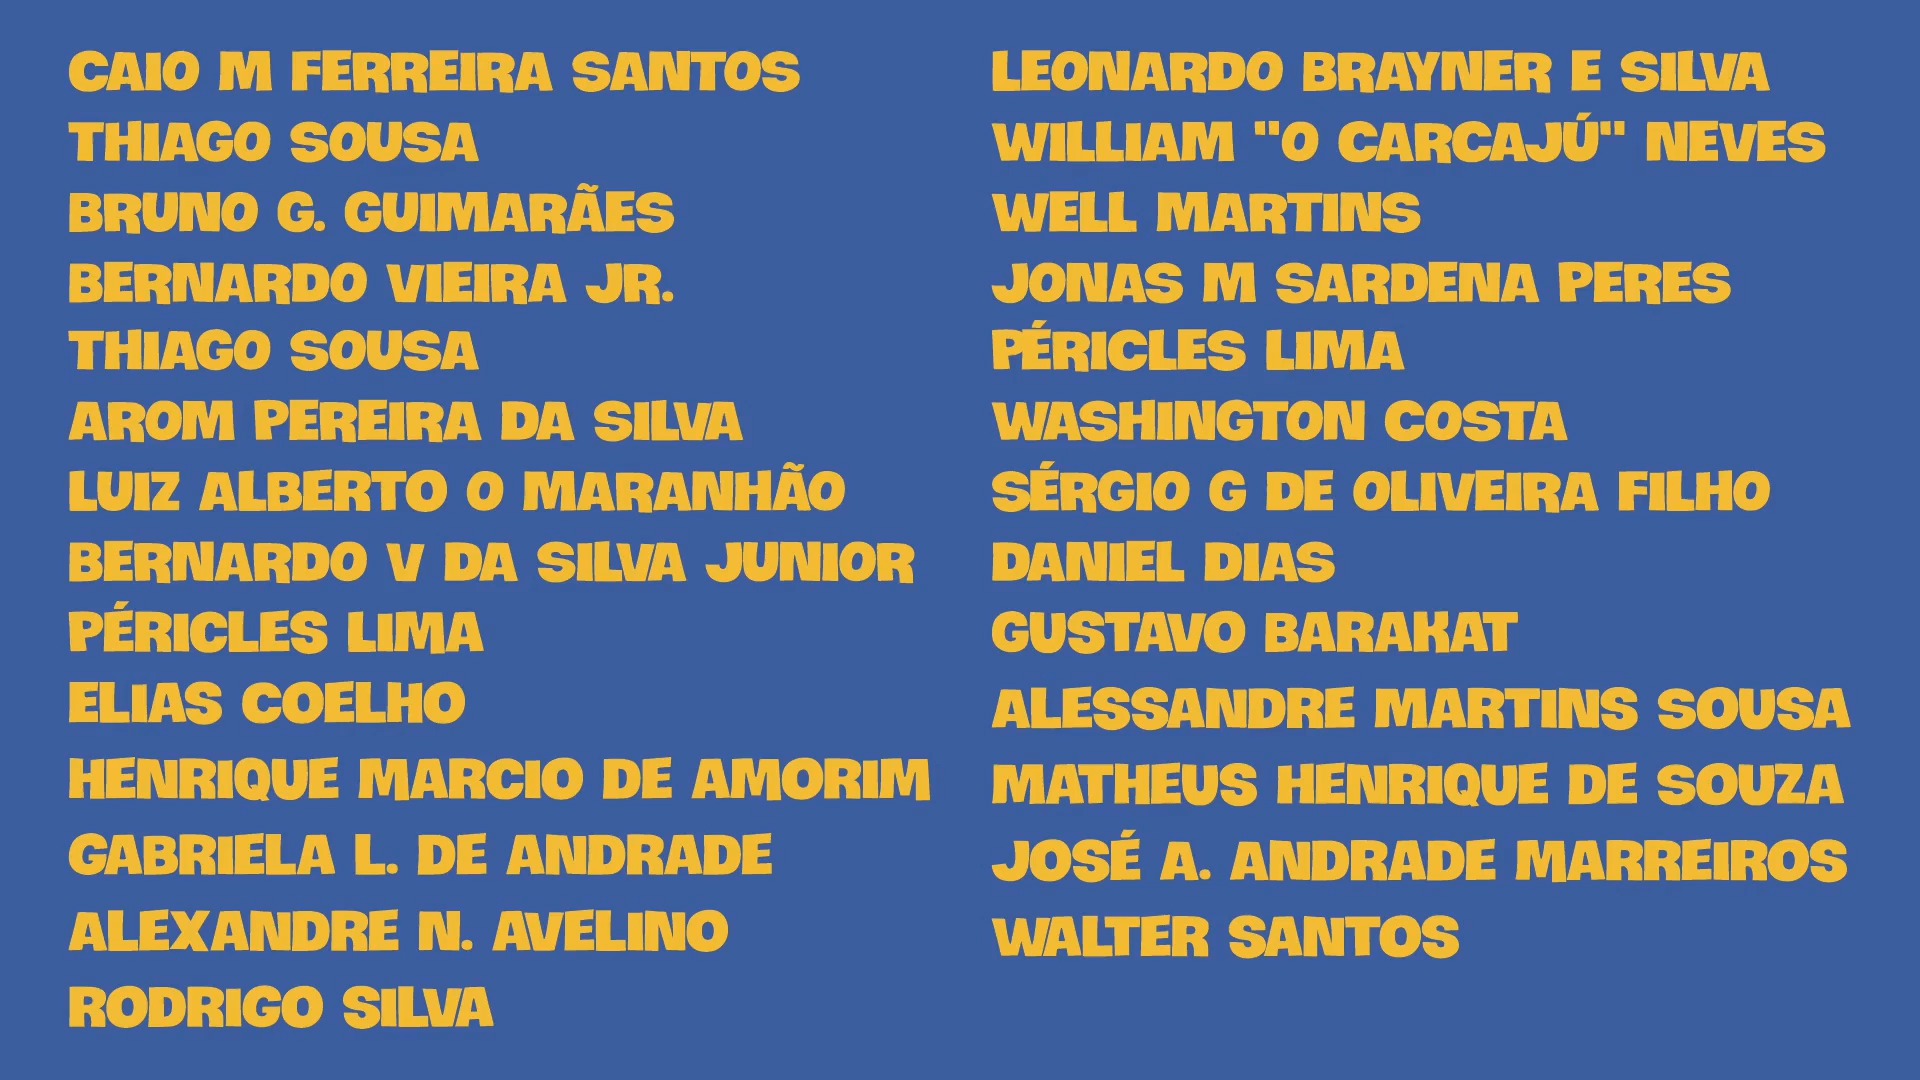 CAIO M FERREIRA SANTOS
THIAGO SOUSA
BRUNO G. GUIMARÃES
BERNARDO VIEIRA JR.
THIAGO SOUSA
AROM PEREIRA DA SILVA
LUIZ ALBERTO O MARANHÃO
BERNARDO V DA SILVA JUNIOR
PÉRICLES LIMA
ELIAS COELHO
HENRIQUE MARCIO DE AMORIM
GABRIELA L. DE ANDRADE
ALEXANDRE N. AVELINO
RODRIGO SILVA
LEONARDO BRAYNER E SILVA
WILLIAM "O CARCAJÚ" NEVES
WELL MARTINS
JONAS M SARDENA PERES
PÉRICLES LIMA
WASHINGTON COSTA
SÉRGIO G DE OLIVEIRA FILHO
DANIEL DIAS
GUSTAVO BARAKAT
ALESSANDRE MARTINS SOUSA
MATHEUS HENRIQUE DE SOUZA
JOSÉ A. ANDRADE MARREIROS
WALTER SANTOS